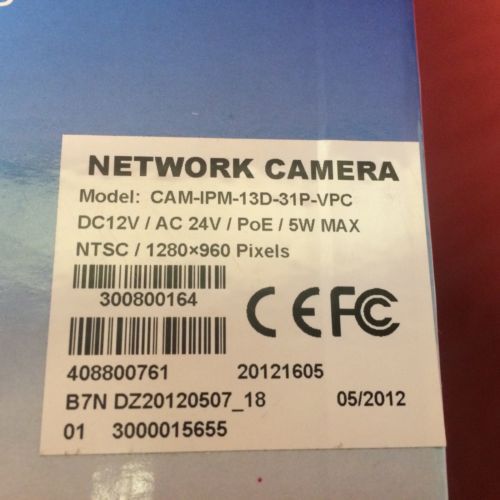 NETWORK CAMERA
Model: CAM-IPM-13D-31P-VPC
DC12V / AC 24V / PoE / 5W MAX
NTSC / 1280×960 Pixels
300800164
CE FC
408800761 20121605
B7N DZ20120507_18 05/2012
01 3000015655